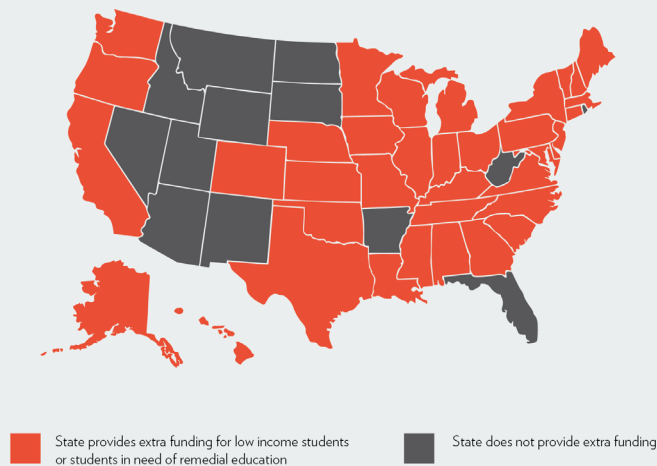 State provides extra funding for low income students
or students in need of remedial education
State does not provide extra funding